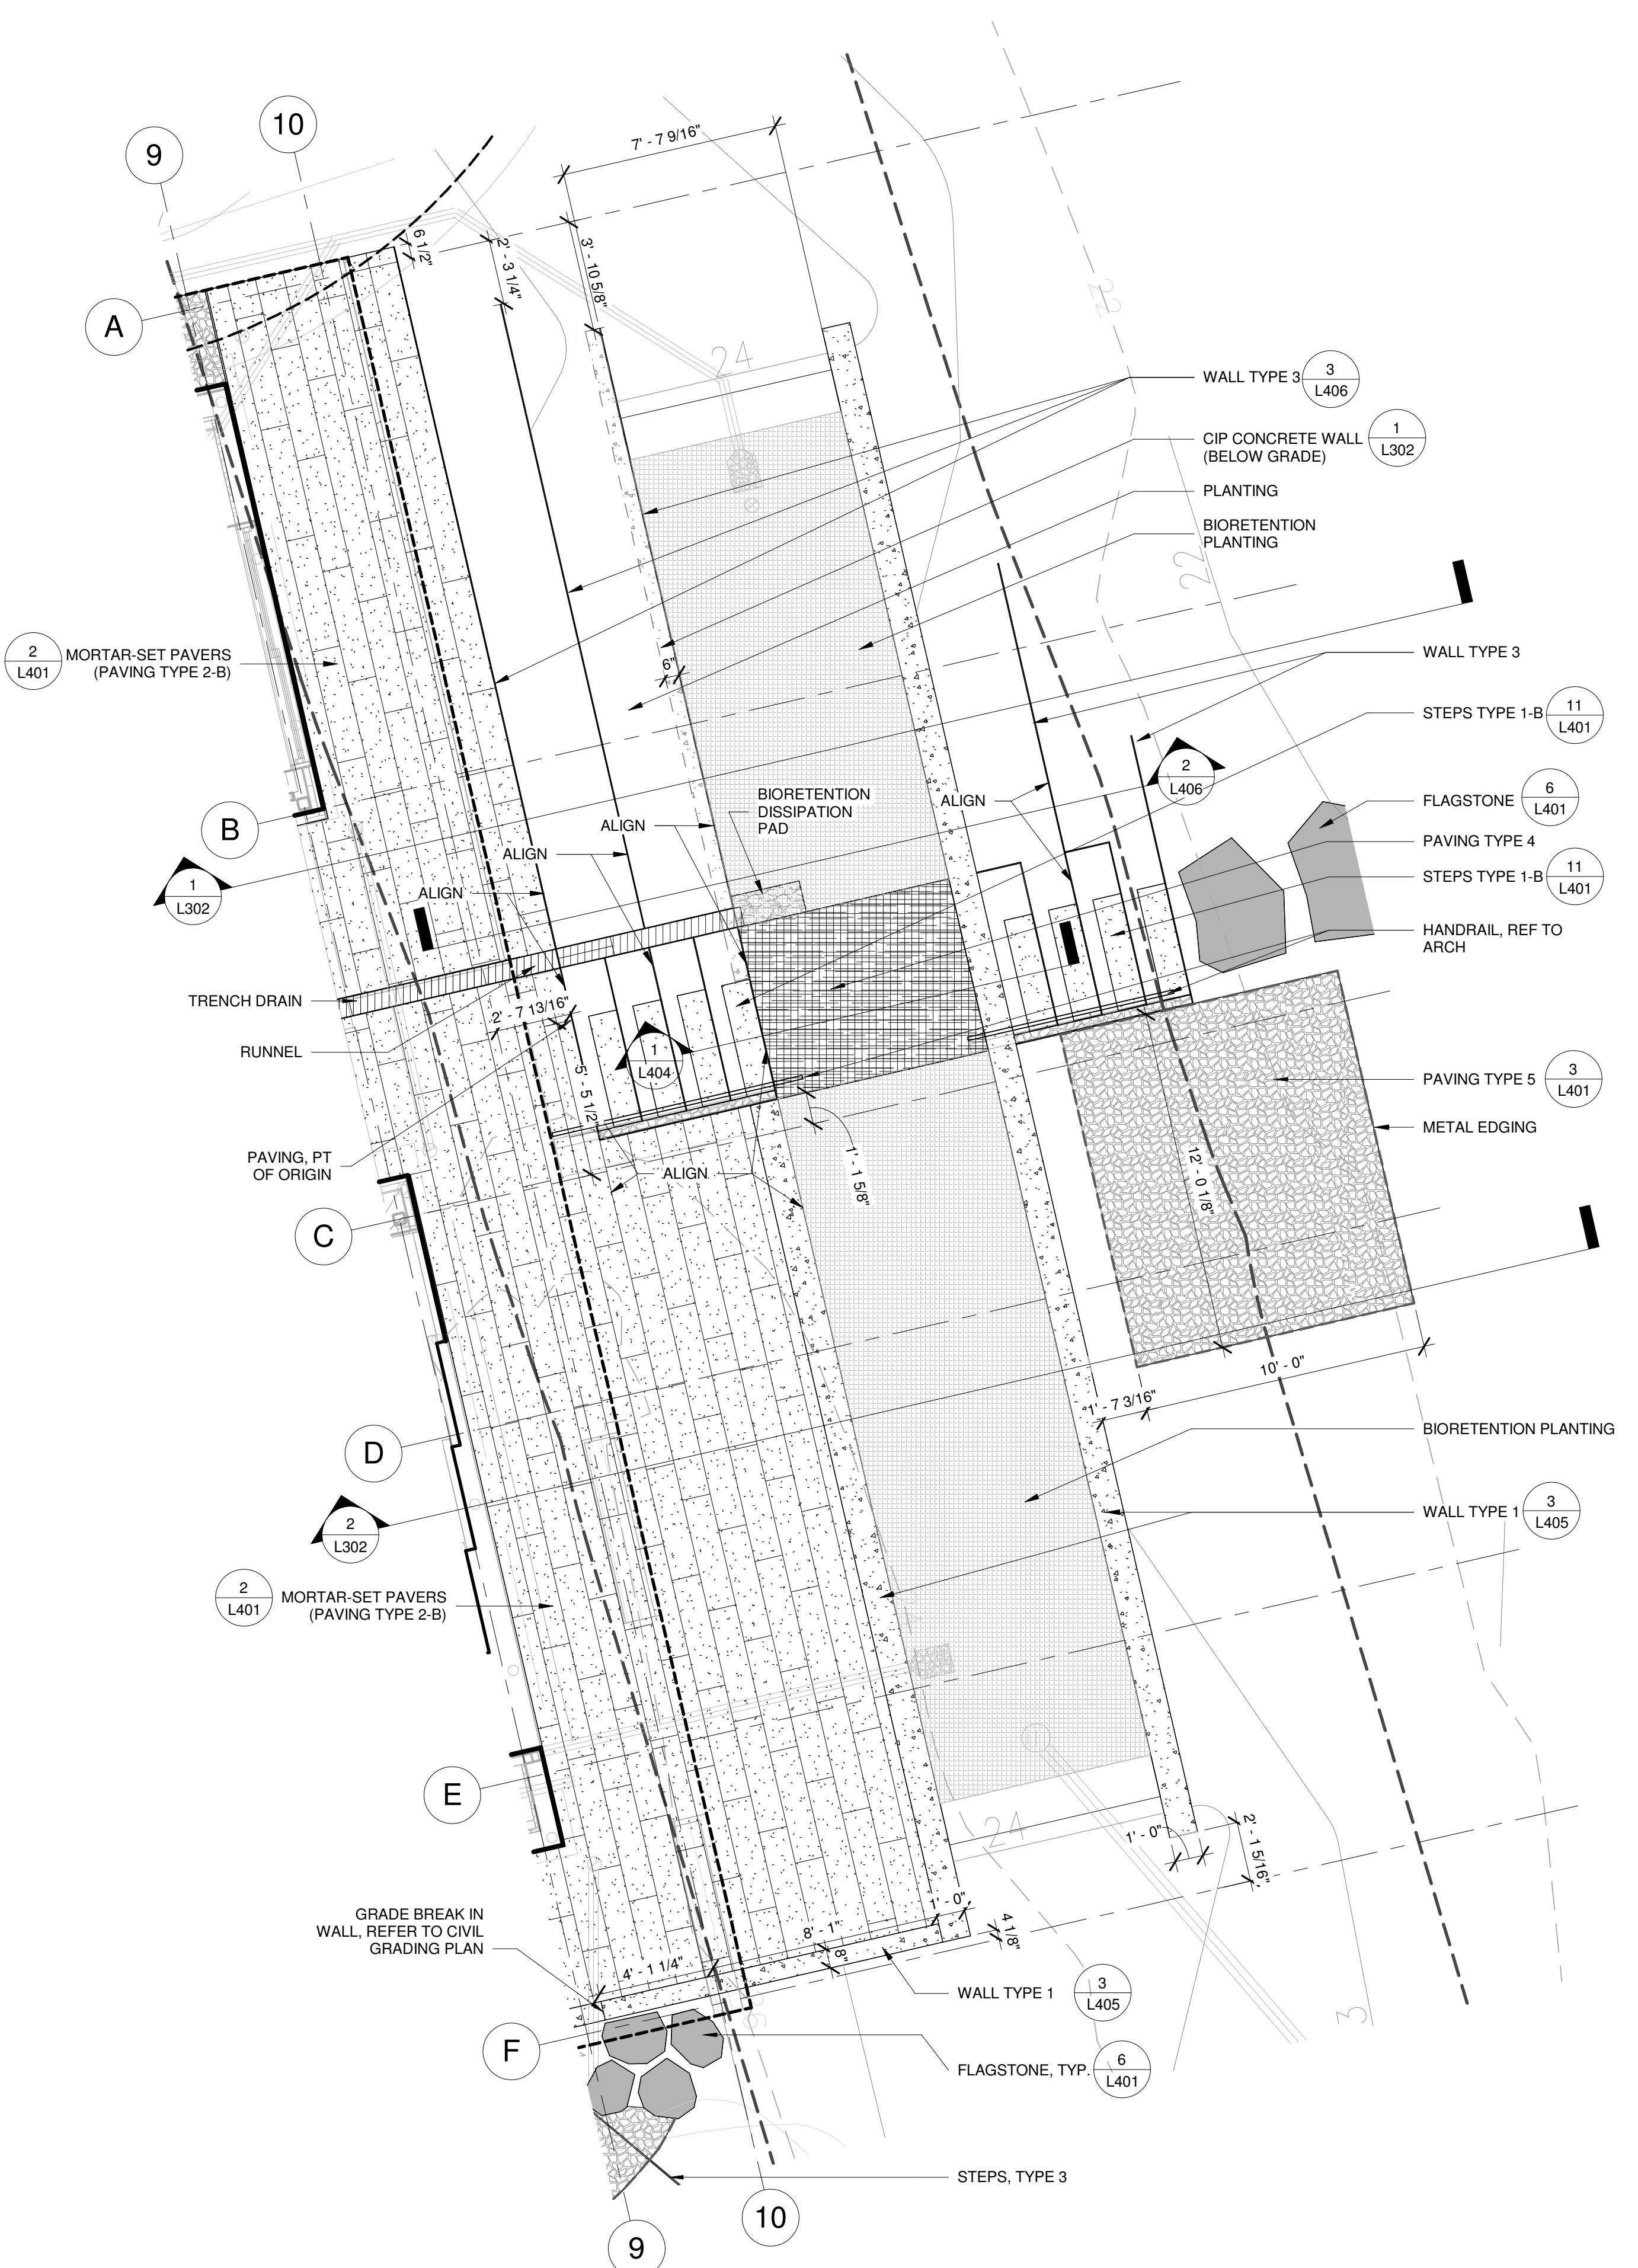 10
9
7' - 7 9/16"
6 1/2"
2' - 3 1/4"
3' - 10 5/8"
22
A
24
WALL TYPE 3
3
L406
CIP CONCRETE WALL
(BELOW GRADE)
1
L302
PLANTING
BIORETENTION
PLANTING
22
2
L401
MORTAR-SET PAVERS
(PAVING TYPE 2-B)
6"
WALL TYPE 3
STEPS TYPE 1-B
11
L401
2
L406
BIORETENTION
DISSIPATION
PAD
ALIGN
FLAGSTONE
6
L401
B
ALIGN
PAVING TYPE 4
ALIGN
STEPS TYPE 1-B
11
L401
1
L302
ALIGN
HANDRAIL, REF TO
ARCH
TRENCH DRAIN
2' - 7 13/16"
RUNNEL
1
L404
5' - 5 1/2"
PAVING TYPE 5
3
L401
METAL EDGING
PAVING, PT
OF ORIGIN
ALIGN
1' - 1 5/8"
12' - 0 1/8"
C
10' - 0"
1' - 7 3/16"
D
BIORETENTION PLANTING
2
L302
WALL TYPE 1
3
L405
2
L401
MORTAR-SET PAVERS
(PAVING TYPE 2-B)
E
24
1' - 0"
2' - 1 5/16"
GRADE BREAK IN
WALL, REFER TO CIVIL
GRADING PLAN
1' - 0"
8' - 1"
8"
4 1/8"
4' - 1 1/4"
WALL TYPE 1
3
L405
3
F
FLAGSTONE, TYP.
6
L401
STEPS, TYPE 3
10
9